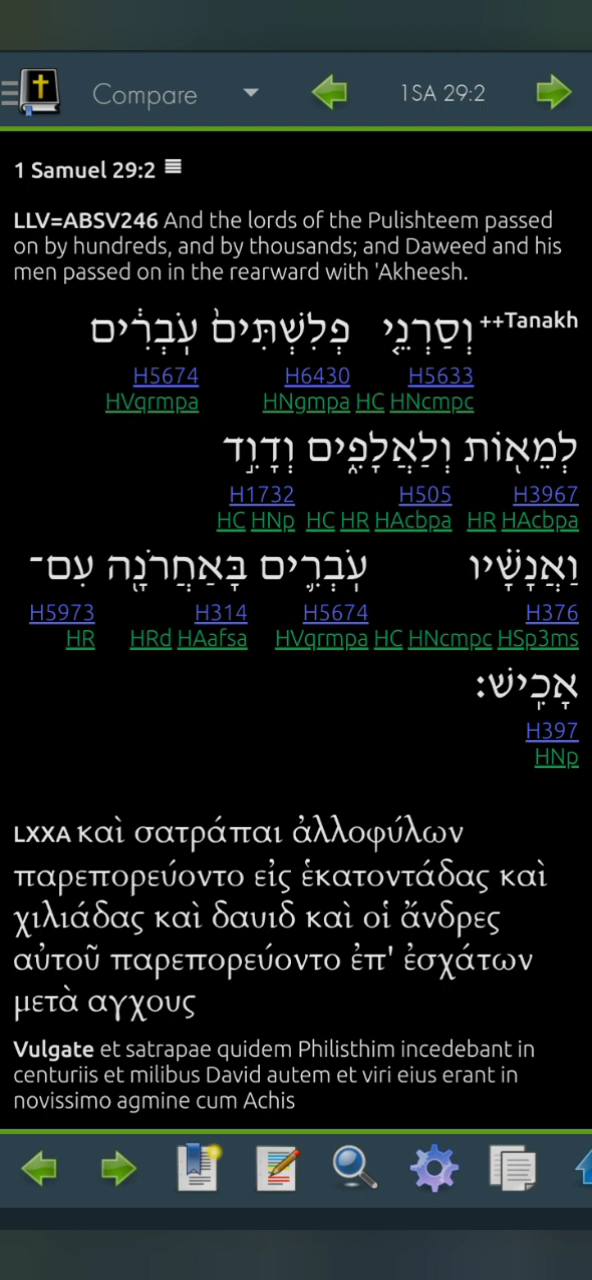 Compare 1SA 29:2
1 Samuel 29:2
LLV=ABSV246 And the lords of the Pulishteem passed
on by hundreds, and by thousands; and Daweed and his
men passed on in the rearward with 'Akheesh.
++Tanakh וְסַרְנֵ֤י פְלִשְׁתִּים֙ עֹֽבְרִ֔ים
H5674 H6430 H5633
HVqrmpa HNgmpa HC HNcmpc
לְמֵא֖וֹת וְלַאֲלָפִ֑ים וְדָוִ֣ד
H1732 H505 H3967
HC HNp HC HR HAcbpa HR HAcbpa
וַאֲנָשָׁ֗יו עֹֽבְרִ֛ים בָּאַחֲרֹנָ֖ה עִם־
H5973 H314 H5674 H376
HR HRd HAafsa HVqrmpa HC HNcmpc HSp3ms
אָכִֽישׁ׃
H397
HNp
LXXA καὶ σατράπαι ἀλλοφύλων
παρεπορεύοντο εἰς ἑκατοντάδας καὶ
χιλιάδας καὶ δαυιδ καὶ οἱ ἄνδρες
αὐτοῦ παρεπορεύοντο ἐπ' ἐσχάτων
μετὰ αγχους
Vulgate et satrapae quidem Philisthim incedebant in
centuriis et milibus David autem et viri eius erant in
novissimo agmine cum Achis